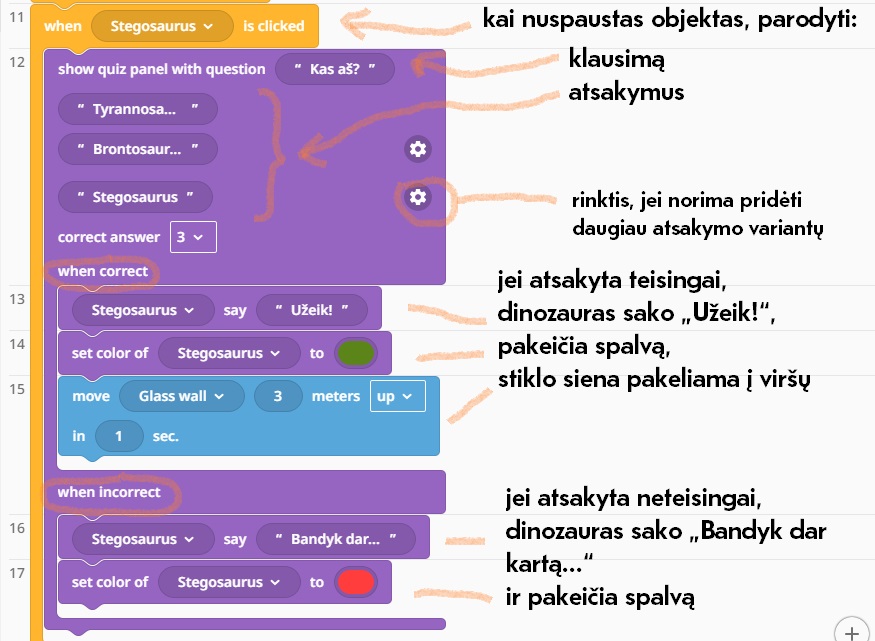 11
when Stegosaurus is clicked
kai nuspaustas objektas, parodyti:
12
show quiz panel with question “ Kas aš? ”
klausimą
atsakymus
“ Tyrannosa... ”
“ Brontosaur... ”
“ Stegosaurus ”
rinktis, jei norima pridėti
daugiau atsakymo variantų
correct answer 3
when correct
13
Stegosaurus say “ Užeik! ”
14
set color of Stegosaurus to
15
move Glass wall 3 meters up
in 1 sec.
jei atsakyta teisingai,
dinozauras sako „Užeik!“,
pakeičia spalvą,
stiklo siena pakeliama į viršų
when incorrect
16
Stegosaurus say “ Bandyk dar... ”
17
set color of Stegosaurus to
jei atsakyta neteisingai,
dinozauras sako „Bandyk dar
kartą...“
ir pakeičia spalvą